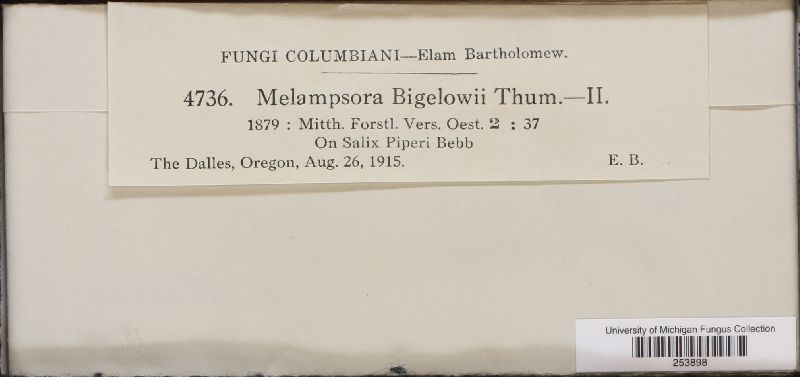 FUNGI COLUMBIANI—Elam Bartholomew.
4736. Melampsora Bigelowii Thum.—II.
1879 : Mitth. Forstl. Vers. Oest. 2 : 37
On Salix Piperi Bebb
The Dalles, Oregon, Aug. 26, 1915. E. B.
University of Michigan Fungus Collection
253898